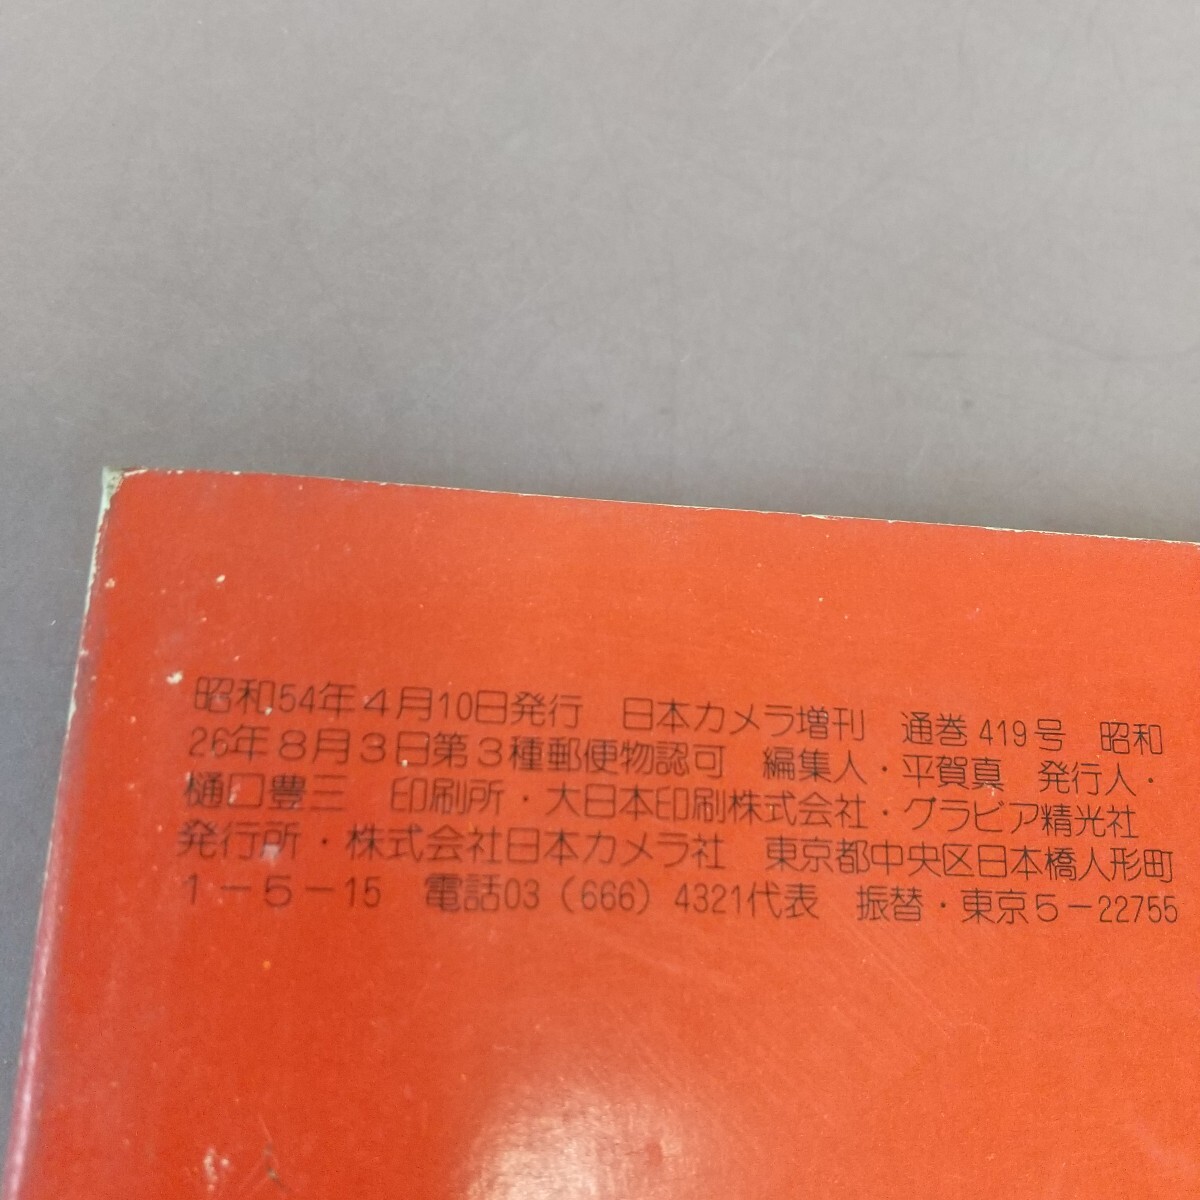 昭和54年4月10日発行　日本カメラ増刊　通巻419号　昭和
26年8月3日第3種郵便物認可　編集人・平賀真　発行人・
樋口豊三　印刷所・大日本印刷株式会社・グラビア精光社
発行所・株式会社日本カメラ社　東京都中央区日本橋人形町
1－5－15　電話03（666）4321代表　振替・東京5－22755